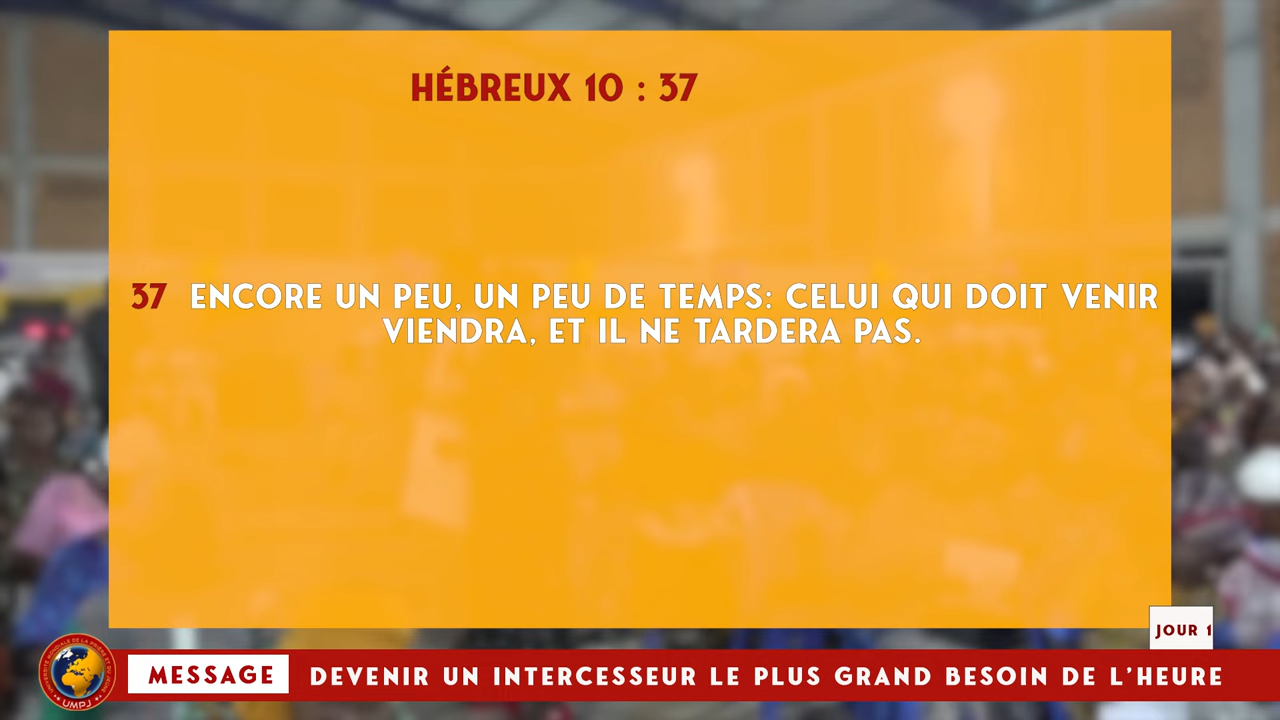 HÉBREUX 10 : 37
37 ENCORE UN PEU, UN PEU DE TEMPS: CELUI QUI DOIT VENIR
VIENDRA, ET IL NE TARDERA PAS.
JOUR 1
MESSAGE DEVENIR UN INTERCESSEUR LE PLUS GRAND BESOIN DE L'HEURE
UMPJ